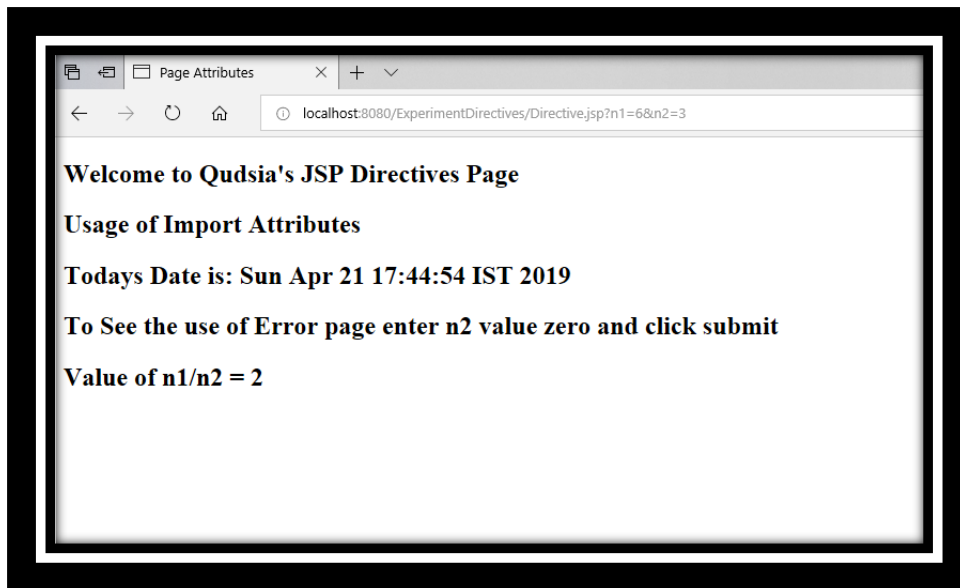 Page Attributes
localhost:8080/ExperimentDirectives/Directive.jsp?n1=6&n2=3
Welcome to Qudsia's JSP Directives Page
Usage of Import Attributes
Todays Date is: Sun Apr 21 17:44:54 IST 2019
To See the use of Error page enter n2 value zero and click submit
Value of n1/n2 = 2